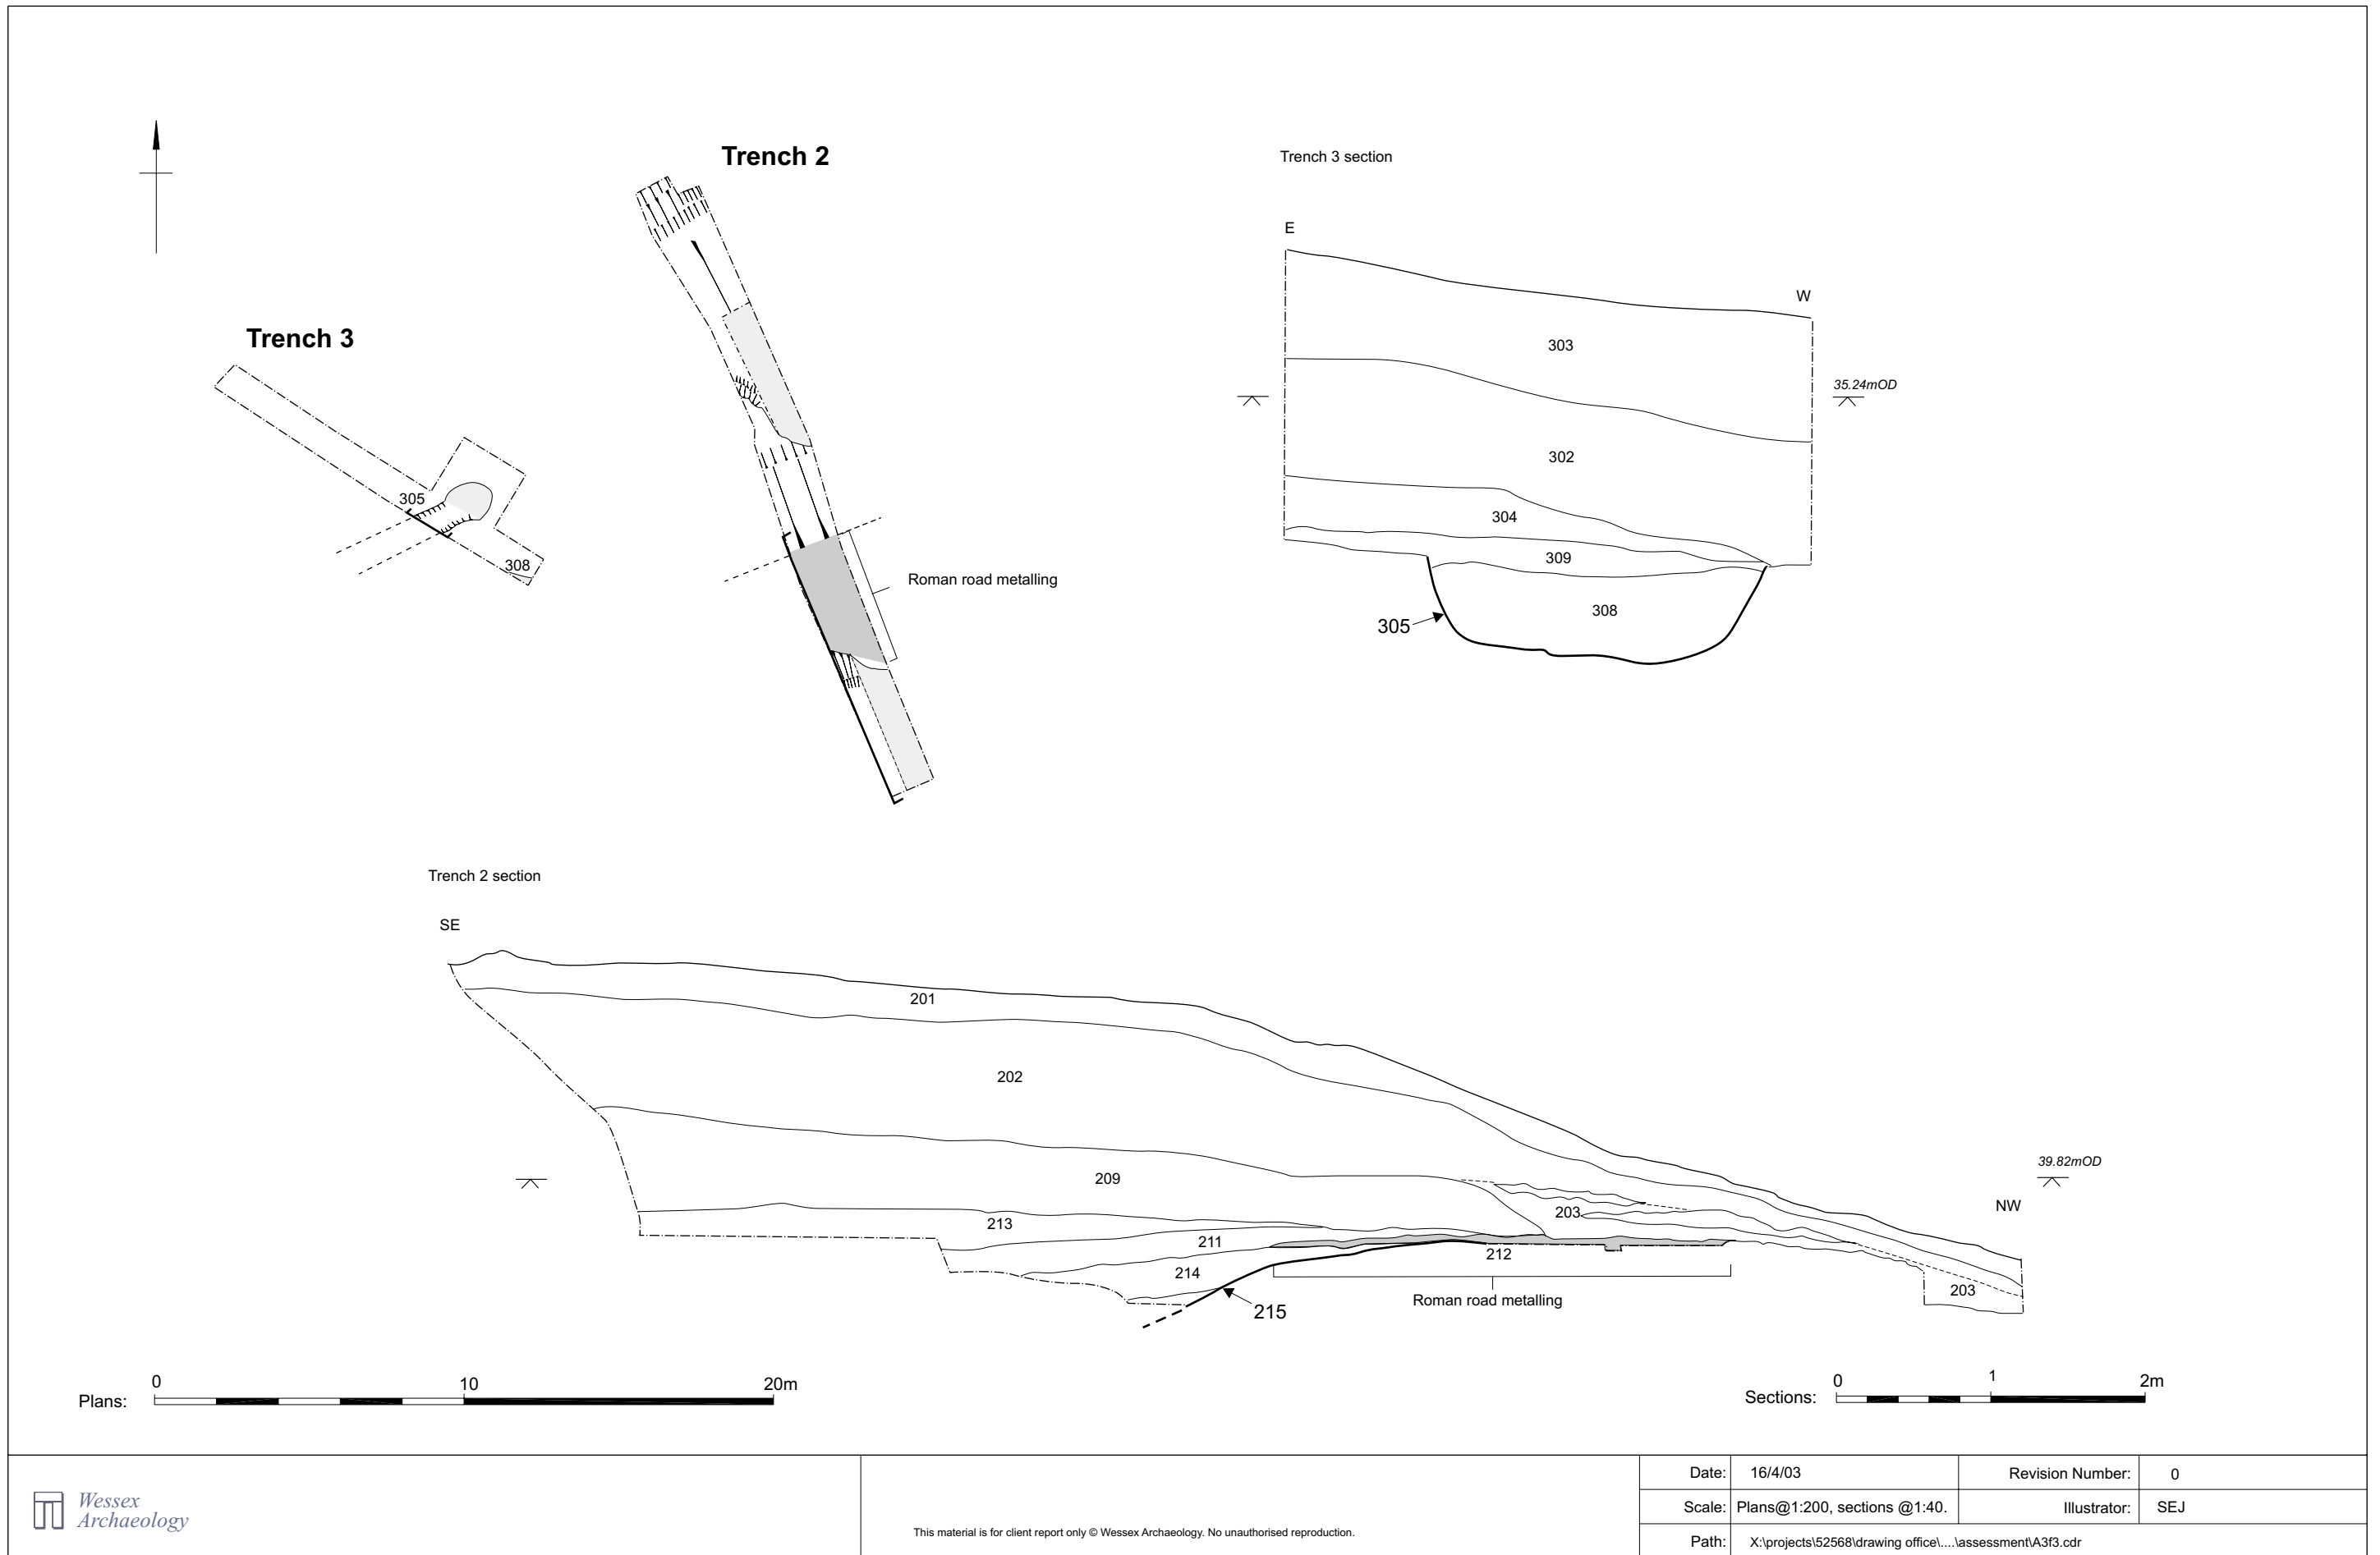 Trench 2
Trench 3 section
E
W
303
35.24mOD
302
304
309
308
305
Trench 3
305
308
Roman road metalling
Trench 2 section
SE
201
202
209
39.82mOD
NW
203
213
211
212
214
203
Roman road metalling
215
Plans:
0 10 20m
Sections:
0 1 2m
Wessex
Archaeology
This material is for client report only © Wessex Archaeology. No unauthorised reproduction.
Date: 16/4/03 Revision Number: 0
Scale: Plans@1:200, sections @1:40. Illustrator: SEJ
Path: X:\projects\52568\drawing office\....\assessment\A3f3.cdr